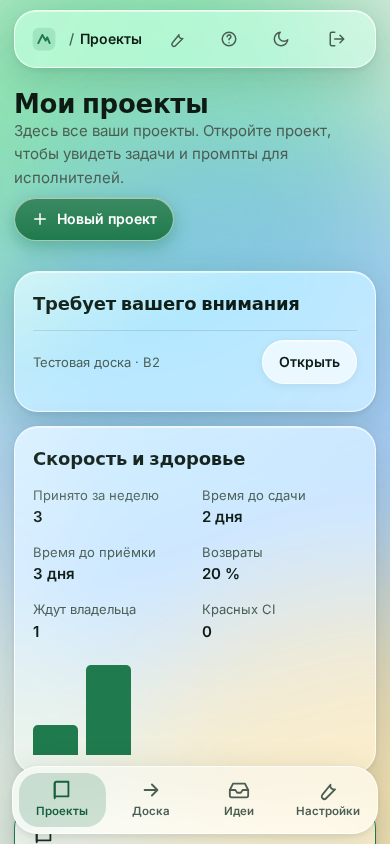 / Проекты
Мои проекты
Здесь все ваши проекты. Откройте проект,
чтобы увидеть задачи и промпты для
исполнителей.
Новый проект
Требует вашего внимания
Тестовая доска · B2
Открыть
Скорость и здоровье
Принято за неделю
Время до сдачи
3
2 дня
Время до приёмки
Возвраты
3 дня
20 %
Ждут владельца
Красных CI
1
0
Проекты
Доска
Идеи
Настройки